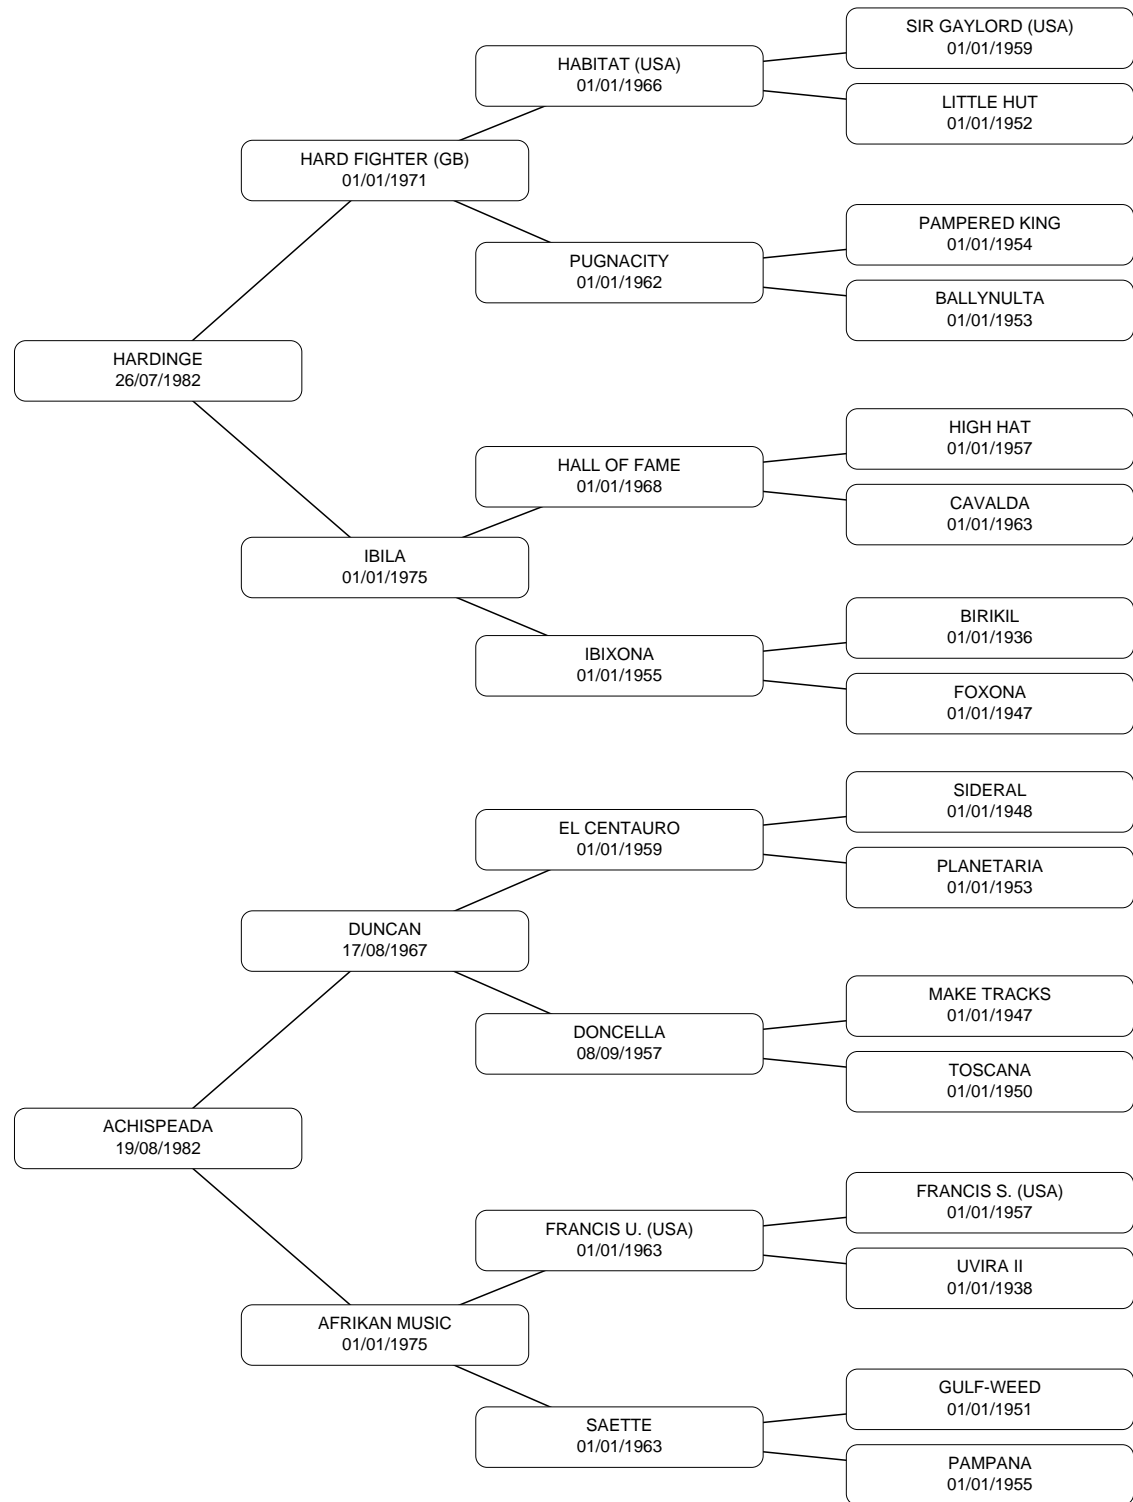 SIR GAYLORD (USA)
01/01/1959
HABITAT (USA)
01/01/1966
LITTLE HUT
01/01/1952
HARD FIGHTER (GB)
01/01/1971
PAMPERED KING
01/01/1954
PUGNACITY
01/01/1962
BALLYNULTA
01/01/1953
HARDINGE
26/07/1982
HIGH HAT
01/01/1957
HALL OF FAME
01/01/1968
CAVALDA
01/01/1963
IBILA
01/01/1975
BIRIKIL
01/01/1936
IBIXONA
01/01/1955
FOXONA
01/01/1947
SIDERAL
01/01/1948
EL CENTAURO
01/01/1959
PLANETARIA
01/01/1953
DUNCAN
17/08/1967
MAKE TRACKS
01/01/1947
DONCELLA
08/09/1957
TOSCANA
01/01/1950
ACHISPEADA
19/08/1982
FRANCIS S. (USA)
01/01/1957
FRANCIS U. (USA)
01/01/1963
UVIRA II
01/01/1938
AFRIKAN MUSIC
01/01/1975
GULF-WEED
01/01/1951
SAETTE
01/01/1963
PAMPANA
01/01/1955